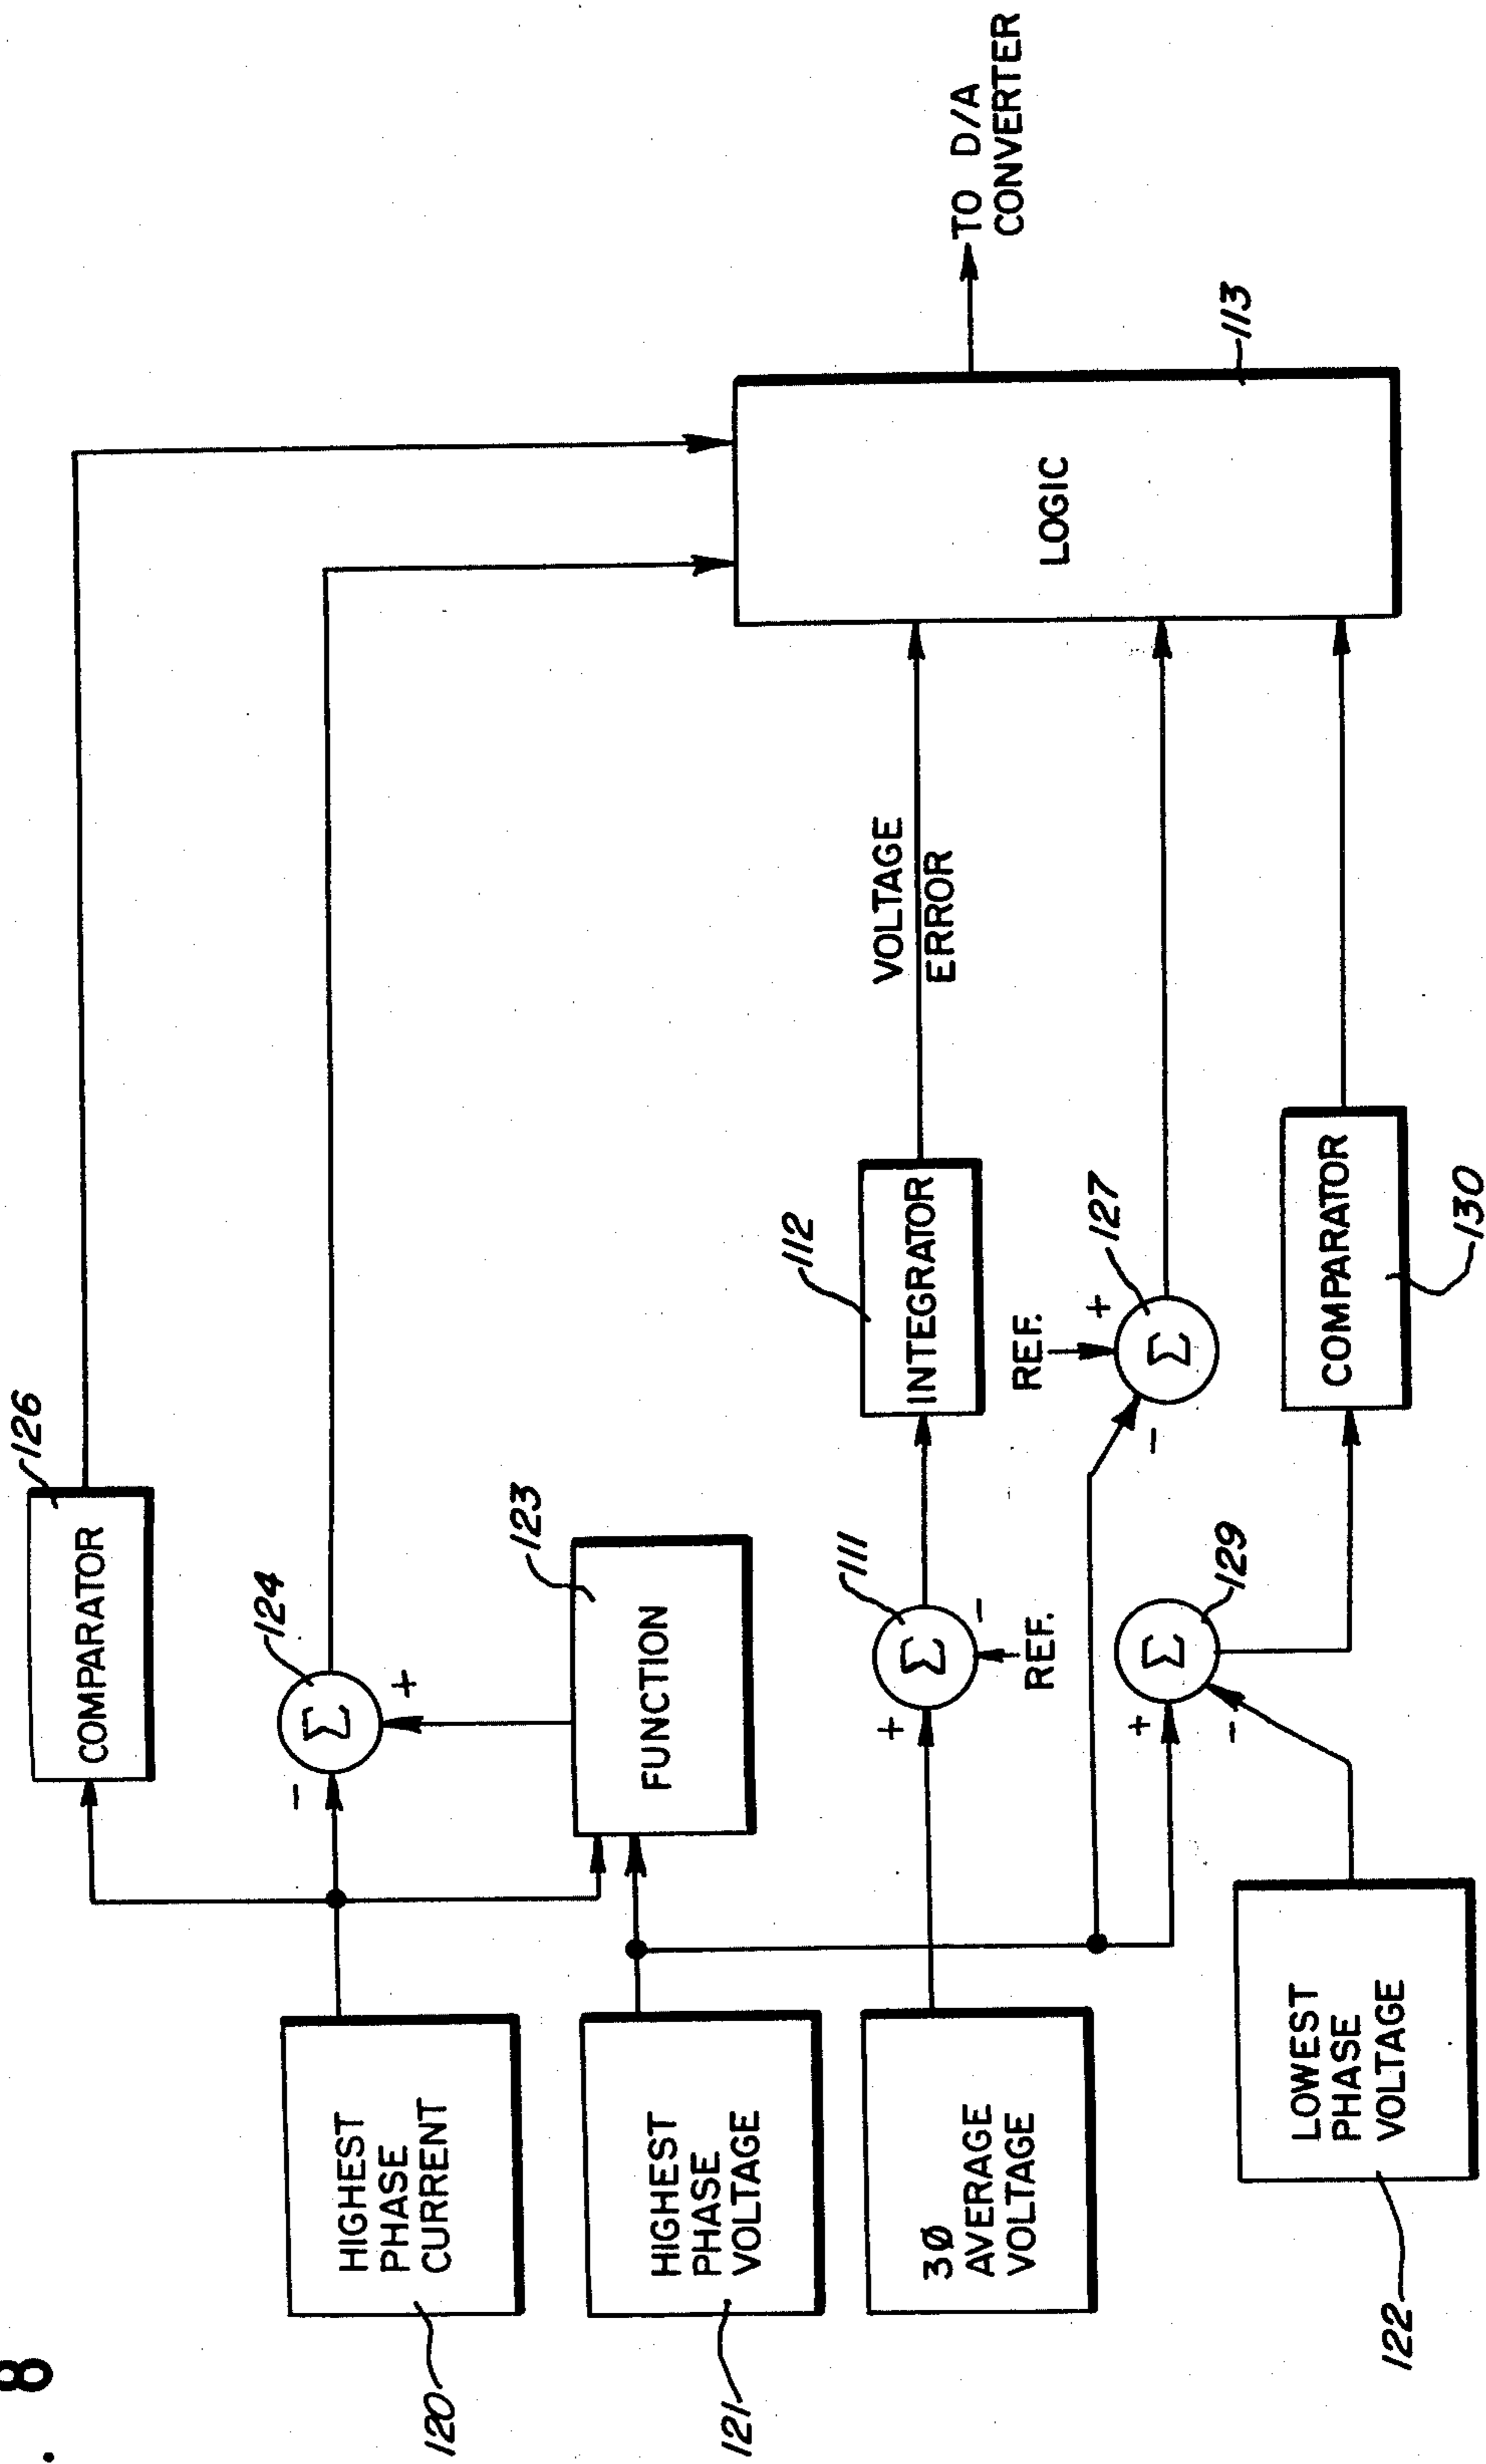 8
126
COMPARATOR
124
Σ
-
+
123
FUNCTION
HIGHEST
PHASE
CURRENT
120
HIGHEST
PHASE
VOLTAGE
121
3Ø
AVERAGE
VOLTAGE
+
Σ
111
-
REF.
112
INTEGRATOR
VOLTAGE
ERROR
REF.
+
Σ
127
-
+
Σ
129
-
LOWEST
PHASE
VOLTAGE
122
COMPARATOR
130
LOGIC
113
TO D/A
CONVERTER